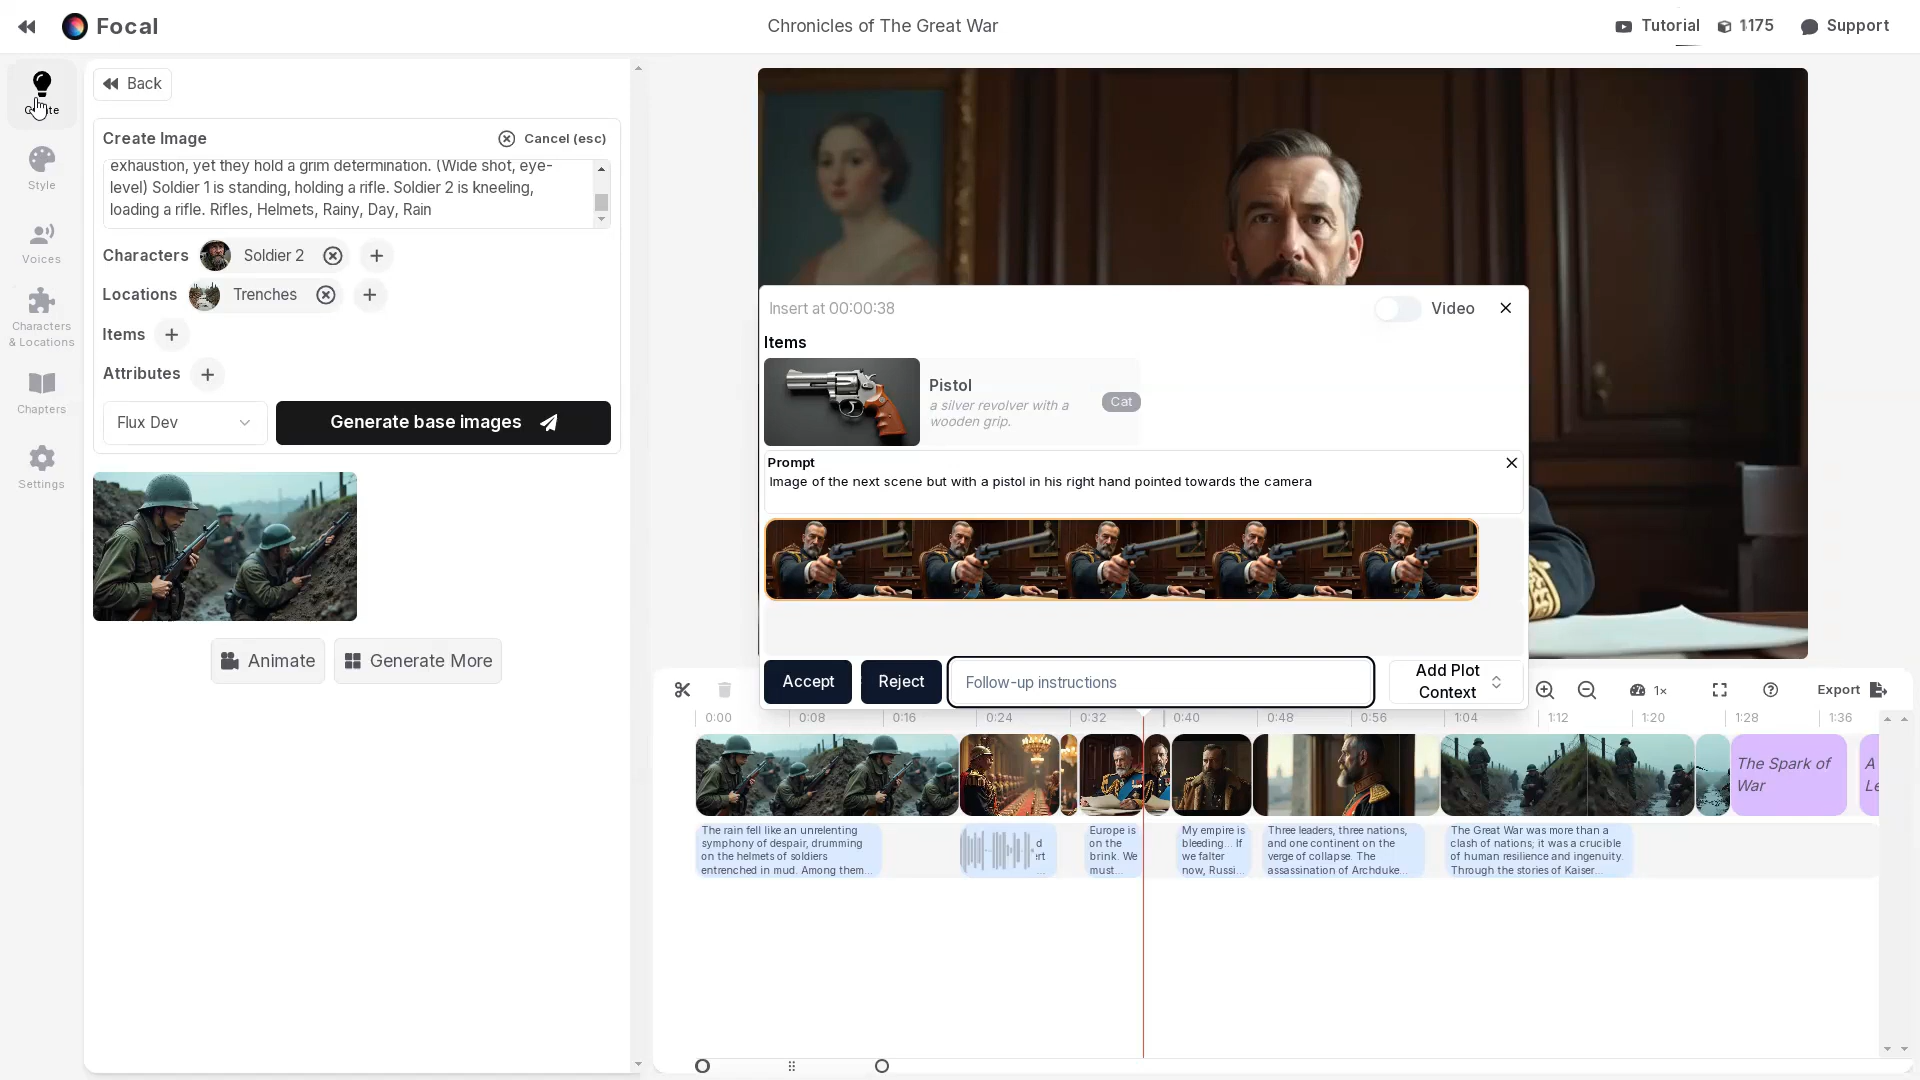 Focal
Chronicles of The Great War
Tutorial
1175
Support
Style
Voices
Characters
& Locations
Chapters
Settings
Back
Create Image
Cancel (esc)
exhaustion, yet they hold a grim determination. (Wide shot, eye-
level) Soldier 1 is standing, holding a rifle. Soldier 2 is kneeling,
loading a rifle. Rifles, Helmets, Rainy, Day, Rain
Characters
Soldier 2
Locations
Trenches
Items
Attributes
Flux Dev
Generate base images
Animate
Generate More
Insert at 00:00:38
Video
Items
Pistol
a silver revolver with a
wooden grip.
Cat
Prompt
Image of the next scene but with a pistol in his right hand pointed towards the camera
Accept
Reject
Follow-up instructions
Add Plot
Context
1×
Export
0:00
0:08
0:16
0:24
0:32
0:40
0:48
0:56
1:04
1:12
1:20
1:28
1:36
The Spark of
War
A
Le
The rain fell like an unrelenting
symphony of despair, drumming
on the helmets of soldiers
entrenched in mud. Among them...
d
ert
...
Europe is
on the
brink. We
must...
My empire is
bleeding... If
we falter
now, Russi...
Three leaders, three nations,
and one continent on the
verge of collapse. The
assassination of Archduke...
The Great War was more than a
clash of nations; it was a crucible
of human resilience and ingenuity.
Through the stories of Kaiser...